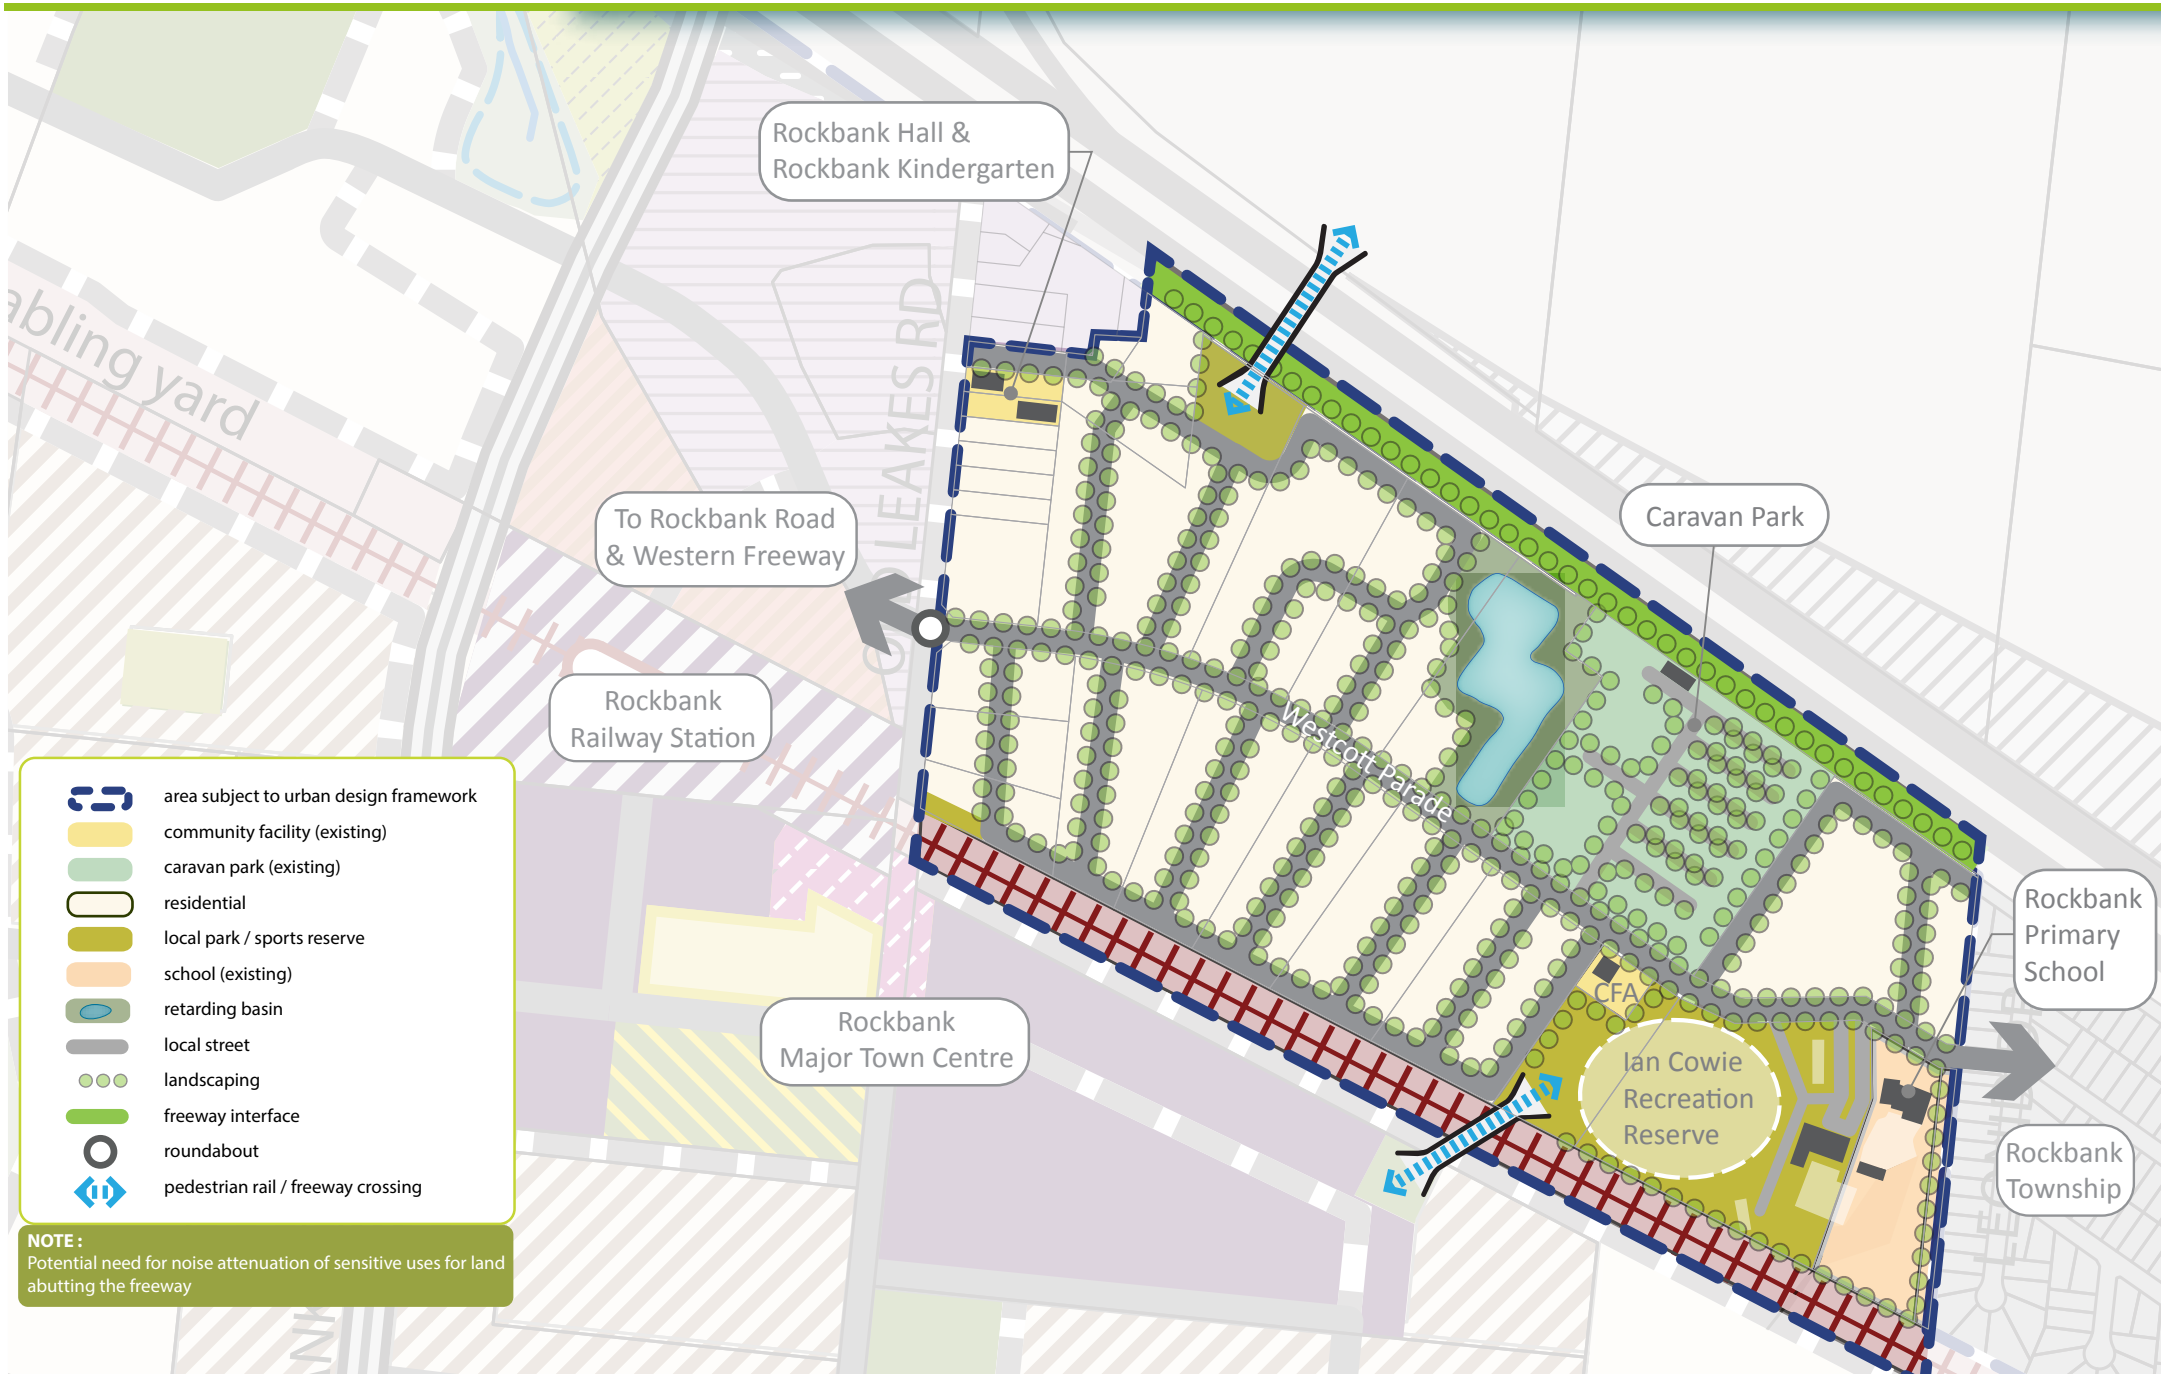 Rockbank Hall &
Rockbank Kindergarten
abling yard
LEAKES RD
To Rockbank Road
& Western Freeway
Caravan Park
Rockbank
Railway Station
Westcott Parade
area subject to urban design framework
community facility (existing)
caravan park (existing)
residential
local park / sports reserve
school (existing)
retarding basin
local street
landscaping
freeway interface
roundabout
pedestrian rail / freeway crossing
NOTE :
Potential need for noise attenuation of sensitive uses for land
abutting the freeway
Rockbank
Primary
School
CFA
Rockbank
Major Town Centre
Ian Cowie
Recreation
Reserve
Rockbank
Township